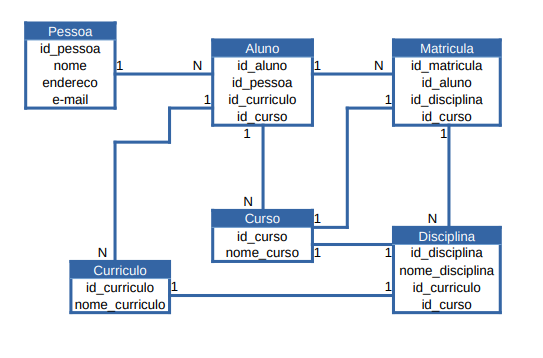 Pessoa
id_pessoa
nome
endereco
e-mail
1
N
Aluno
id_aluno
id_pessoa
id_curriculo
id_curso
1
N
1
1
Matricula
id_matricula
id_aluno
id_disciplina
id_curso
1
1
N
N
Curso
id_curso
nome_curso
1
1
1
N
Curriculo
id_curriculo
nome_curriculo
1
1
Disciplina
id_disciplina
nome_disciplina
id_curriculo
id_curso